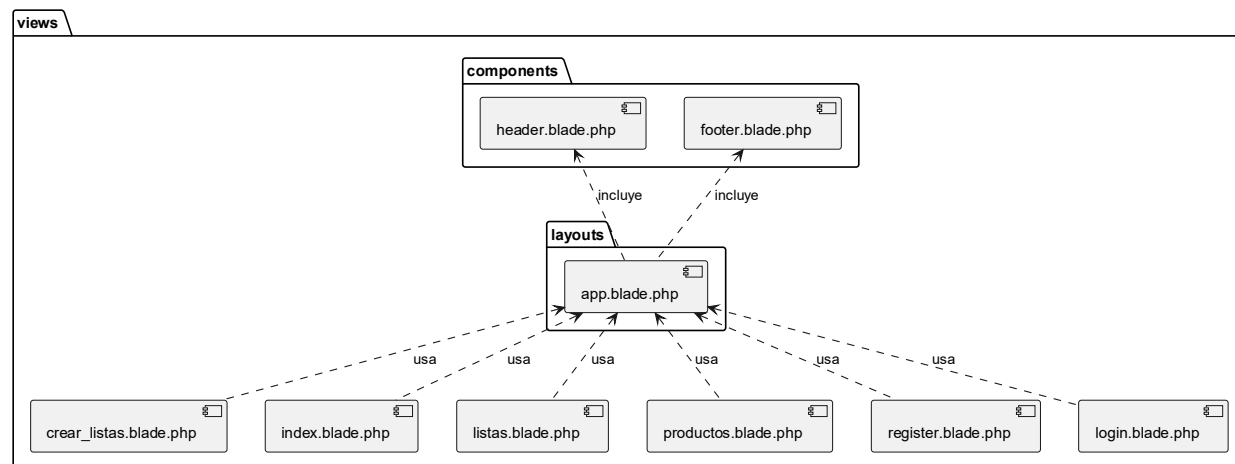 views
components
header.blade.php
footer.blade.php
incluye
incluye
layouts
app.blade.php
usa
usa
usa
usa
usa
usa
crear_listas.blade.php
index.blade.php
listas.blade.php
productos.blade.php
register.blade.php
login.blade.php